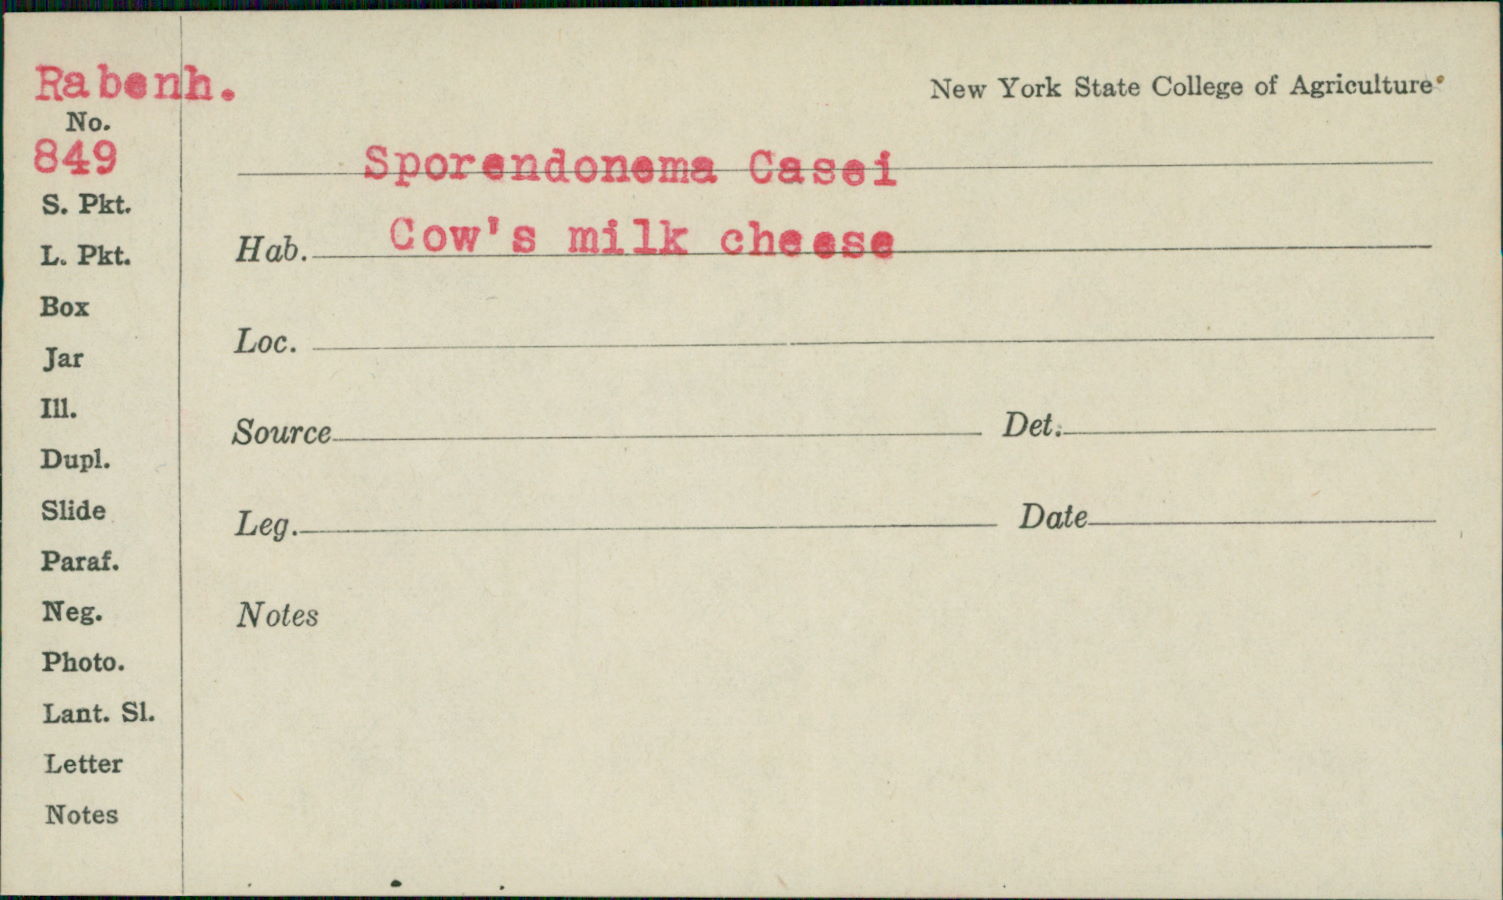 Rabenh.
New York State College of Agriculture
No.
849
Sporendonema Casei
S. Pkt.
Hab. Cow's milk cheese
L. Pkt.
Box
Loc.
Jar
Ill.
Source Det.
Dupl.
Slide
Leg. Date
Paraf.
Neg.
Notes
Photo.
Lant. Sl.
Letter
Notes